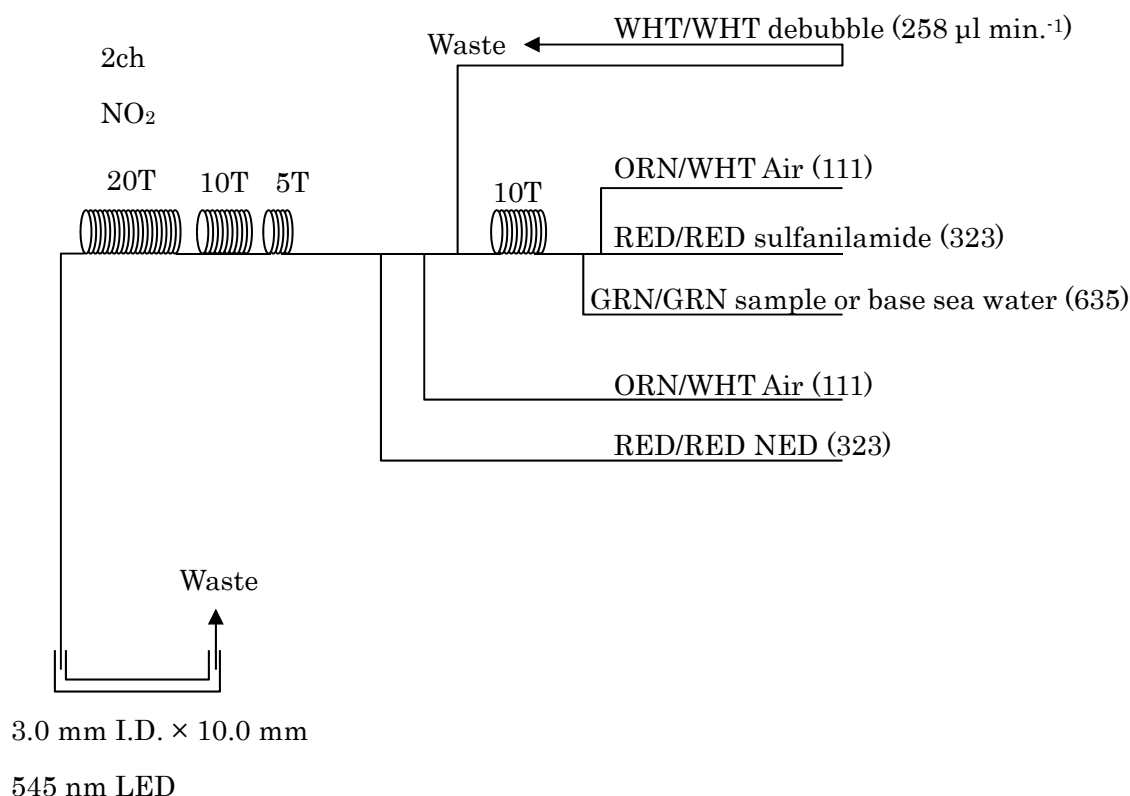 WHT/WHT debubble (258 µl min.-1)
Waste
2ch
NO2
20T
10T
5T
10T
ORN/WHT Air (111)
RED/RED sulfanilamide (323)
GRN/GRN sample or base sea water (635)
ORN/WHT Air (111)
RED/RED NED (323)
Waste
3.0 mm I.D. × 10.0 mm
545 nm LED